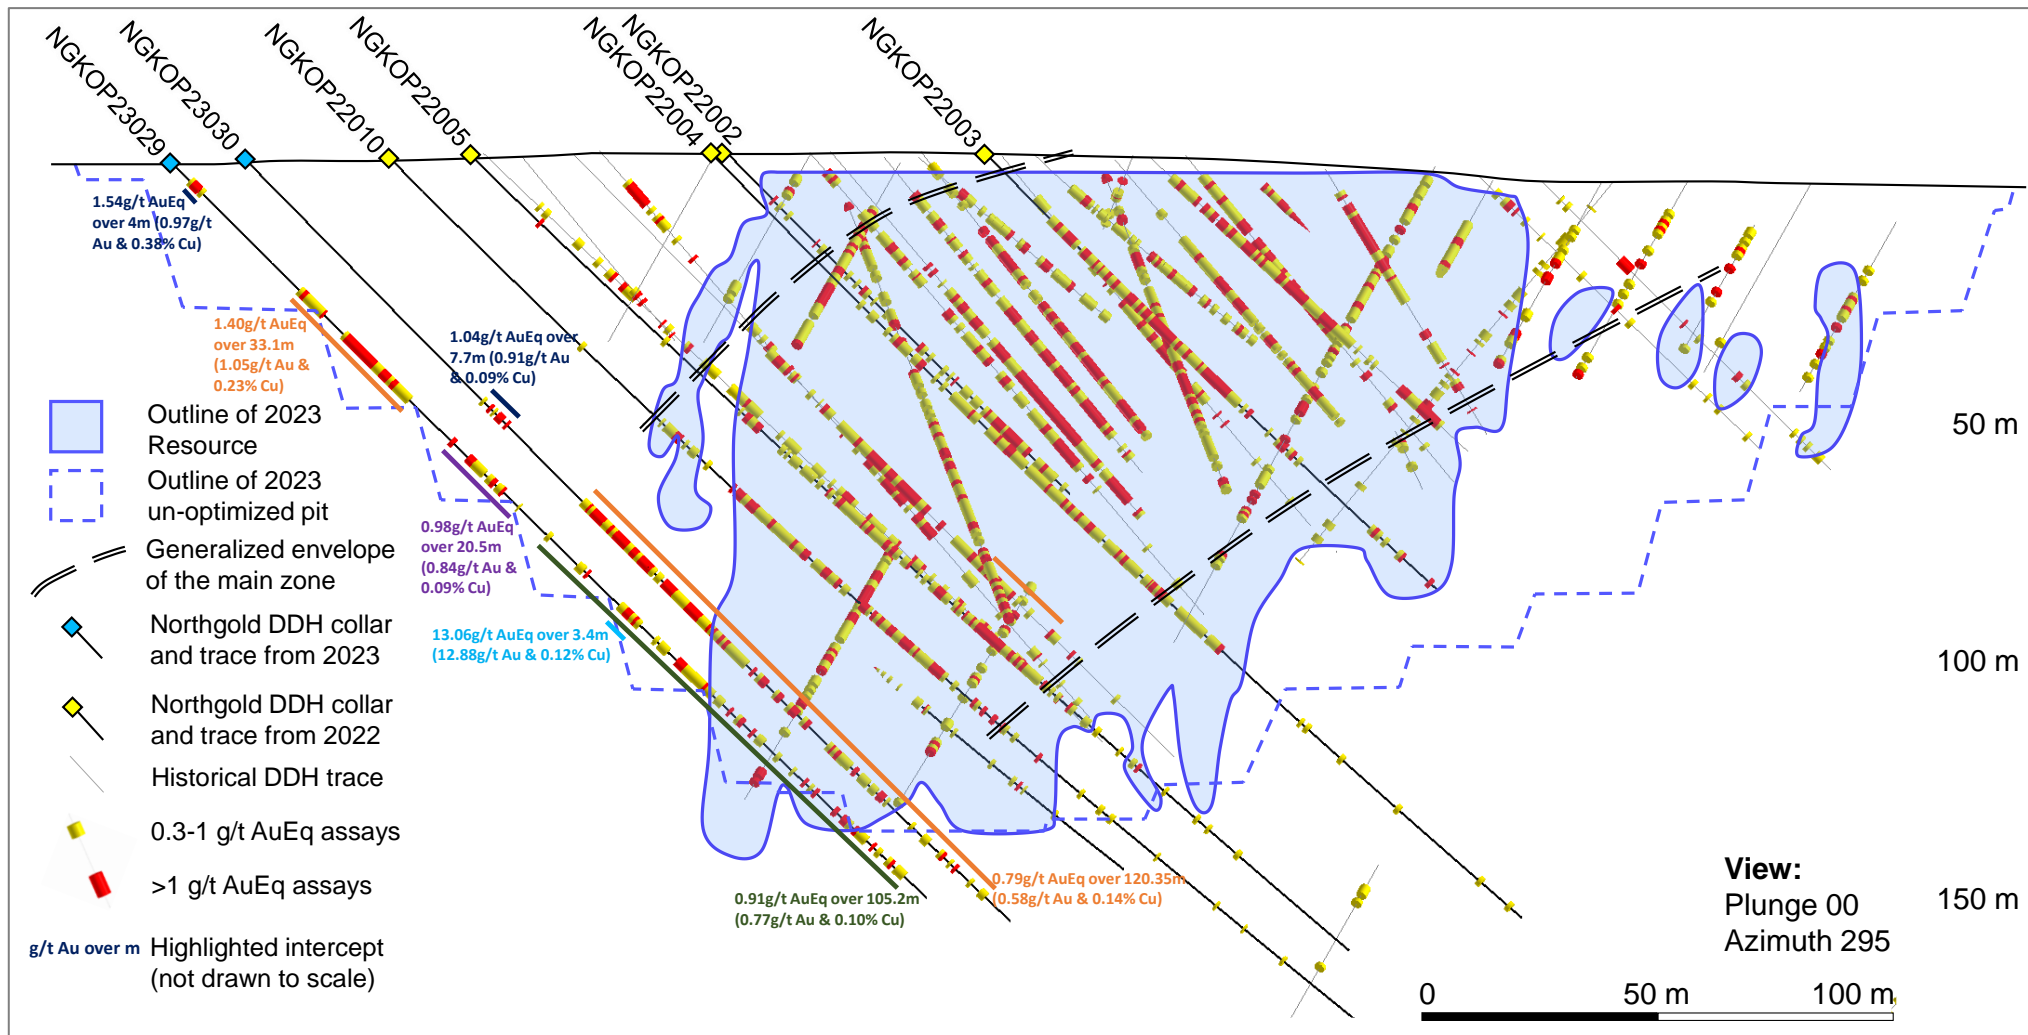 NGKOP23029
NGKOP23030
NGKOP22010
NGKOP22005
NGKOP22004
NGKOP22002
NGKOP22003
1.54g/t AuEq
over 4m (0.97g/t
Au & 0.38% Cu)
1.40g/t AuEq
over 33.1m
(1.05g/t Au &
0.23% Cu)
1.04g/t AuEq over
7.7m (0.91g/t Au
& 0.09% Cu)
0.98g/t AuEq
over 20.5m
(0.84g/t Au &
0.09% Cu)
13.06g/t AuEq over 3.4m
(12.88g/t Au & 0.12% Cu)
0.91g/t AuEq over 105.2m
(0.77g/t Au & 0.10% Cu)
0.79g/t AuEq over 120.35m
(0.58g/t Au & 0.14% Cu)
Outline of 2023
Resource
Outline of 2023
un-optimized pit
Generalized envelope
of the main zone
Northgold DDH collar
and trace from 2023
Northgold DDH collar
and trace from 2022
Historical DDH trace
0.3-1 g/t AuEq assays
>1 g/t AuEq assays
g/t Au over m Highlighted intercept
(not drawn to scale)
50 m
100 m
150 m
View:
Plunge 00
Azimuth 295
0 50 m 100 m